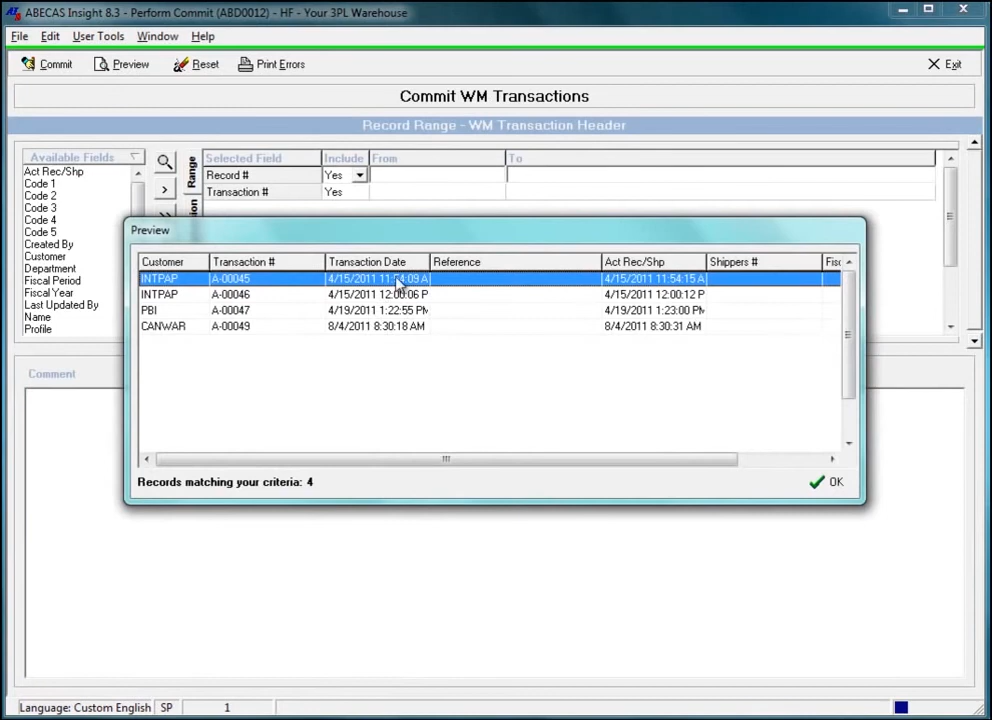 ABECAS Insight 8.3 - Perform Commit (ABD0012) - HF - Your 3PL Warehouse
File Edit User Tools Window Help
Commit Preview Reset Print Errors Exit
Commit WM Transactions
Record Range - WM Transaction Header
Available Fields
Act Rec/Shp
Code 1
Code 2
Code 3
Code 4
Code 5
Created By
Customer
Department
Fiscal Period
Fiscal Year
Last Updated By
Name
Profile
Range
Selected Field Include From To
Record # Yes
Transaction # Yes
Preview
Customer Transaction # Transaction Date Reference Act Rec/Shp Shippers #
INTPAP A-00045 4/15/2011 11:54:09 A 4/15/2011 11:54:15 A
INTPAP A-00046 4/15/2011 12:00:06 P 4/15/2011 12:00:12 P
PBI A-00047 4/19/2011 1:22:55 PM 4/19/2011 1:23:00 PM
CANWAR A-00049 8/4/2011 8:30:18 AM 8/4/2011 8:30:31 AM
Records matching your criteria: 4
OK
Comment
Language: Custom English SP 1